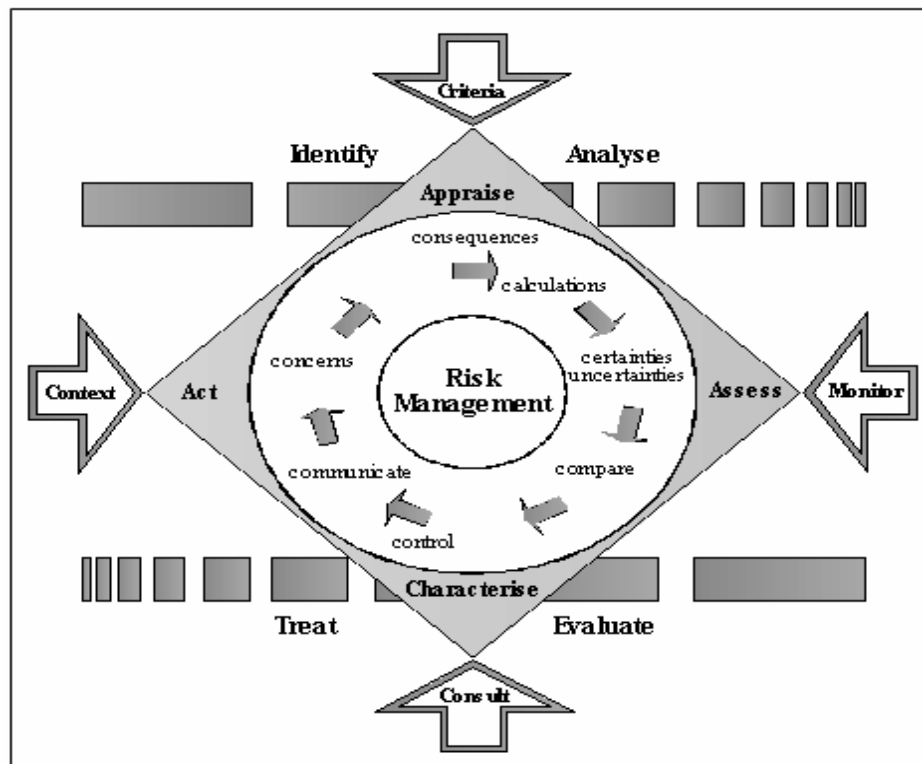 Criteria
Identify
Analyse
Appraise
consequences
calculations
concerns
certainties
uncertainties
Risk
Management
Context
Act
Assess
Monitor
communicate
compare
control
Characterise
Treat
Evaluate
Consult